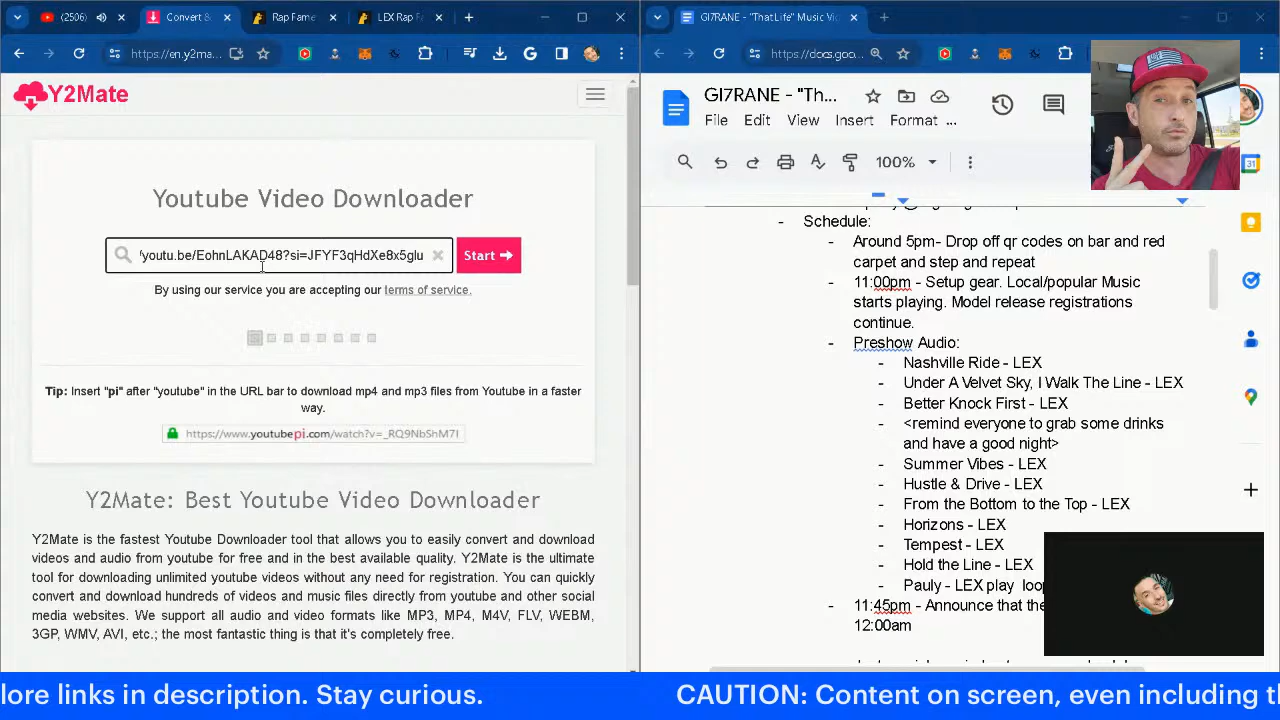 (2506)
Convert &
Rap Fame
LEX Rap F
GI7RANE - "That Life" Music Vi
https://en.y2ma...
https://docs.goo...
Y2Mate
Youtube Video Downloader
/youtu.be/EohnLAKAD48?si=JFYF3qHdXe8x5glu
Start
By using our service you are accepting our terms of service.
Tip: Insert "pi" after "youtube" in the URL bar to download mp4 and mp3 files from Youtube in a faster
way.
https://www.youtubepi.com/watch?v=_RQ9NbShM7I
Y2Mate: Best Youtube Video Downloader
Y2Mate is the fastest Youtube Downloader tool that allows you to easily convert and download
videos and audio from youtube for free and in the best available quality. Y2Mate is the ultimate
tool for downloading unlimited youtube videos without any need for registration. You can quickly
convert and download hundreds of videos and music files directly from youtube and other social
media websites. We support all audio and video formats like MP3, MP4, M4V, FLV, WEBM,
3GP, WMV, AVI, etc.; the most fantastic thing is that it's completely free.
GI7RANE - "Th...
File Edit View Insert Format ...
100%
- Schedule:
- Around 5pm- Drop off qr codes on bar and red
carpet and step and repeat
- 11:00pm - Setup gear. Local/popular Music
starts playing. Model release registrations
continue.
- Preshow Audio:
- Nashville Ride - LEX
- Under A Velvet Sky, I Walk The Line - LEX
- Better Knock First - LEX
- <remind everyone to grab some drinks
and have a good night>
- Summer Vibes - LEX
- Hustle & Drive - LEX
- From the Bottom to the Top - LEX
- Horizons - LEX
- Tempest - LEX
- Hold the Line - LEX
- Pauly - LEX play loop
- 11:45pm - Announce that the
12:00am
31
lore links in description. Stay curious.
CAUTION: Content on screen, even including th